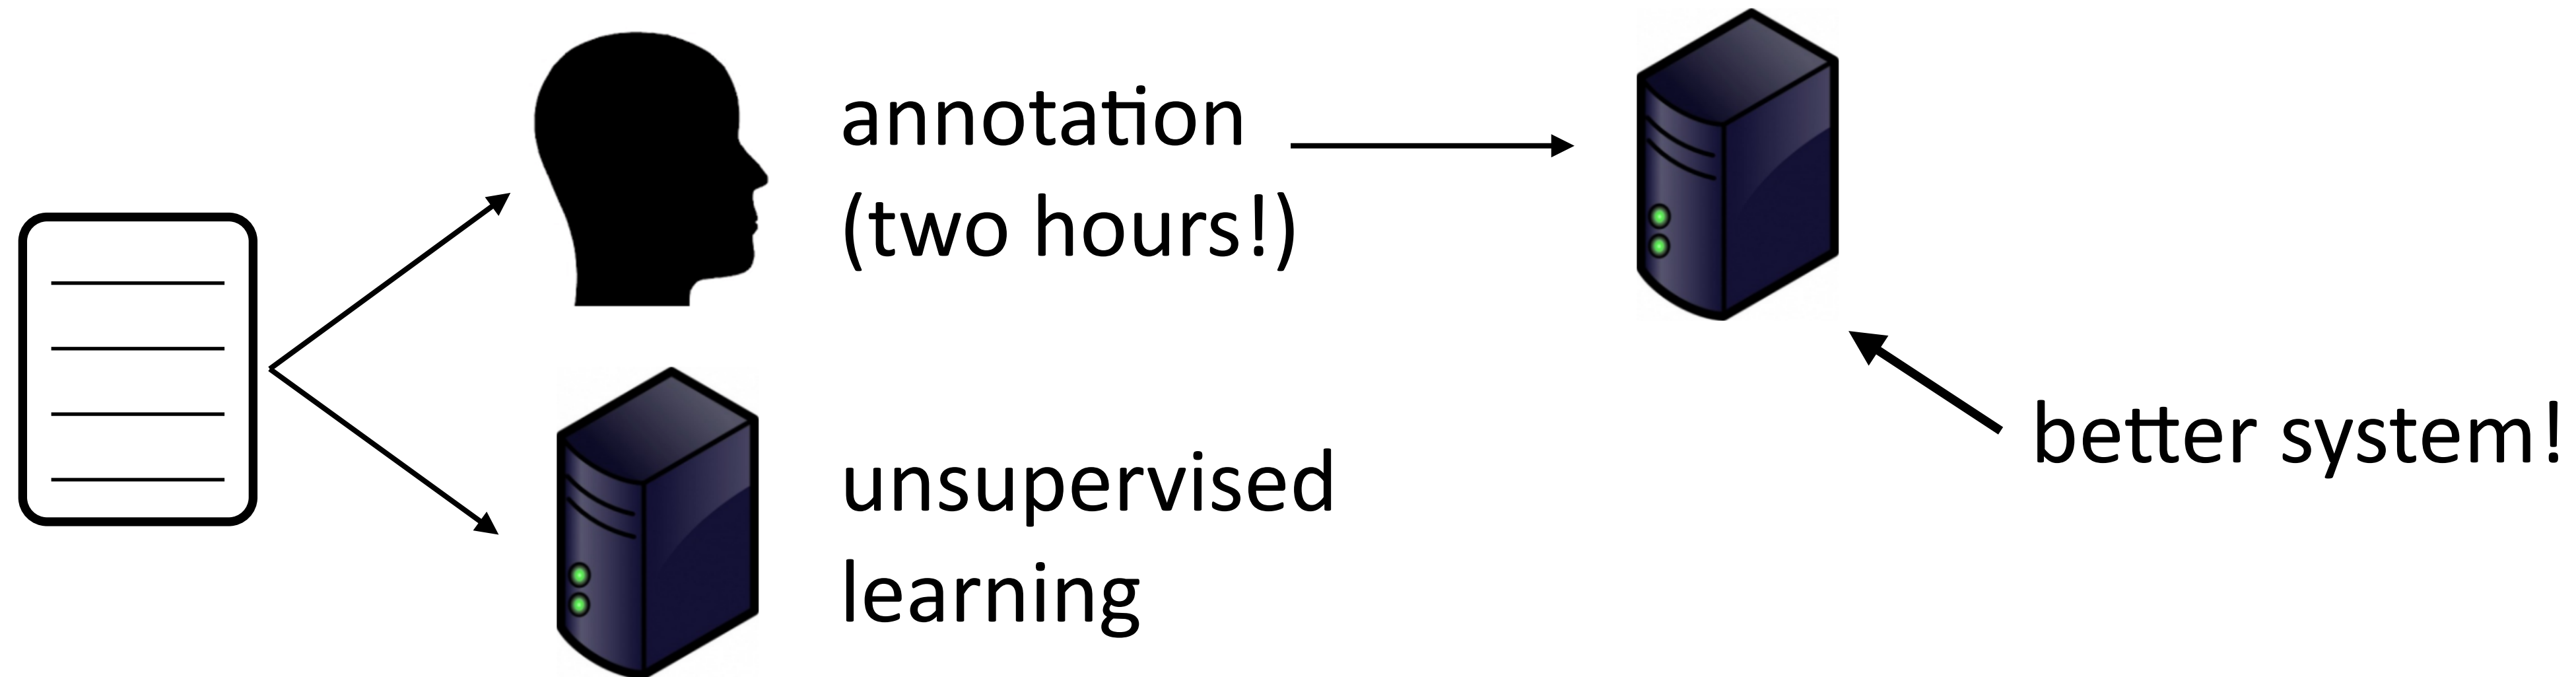 annotation
(two hours!)
unsupervised
learning
better system!